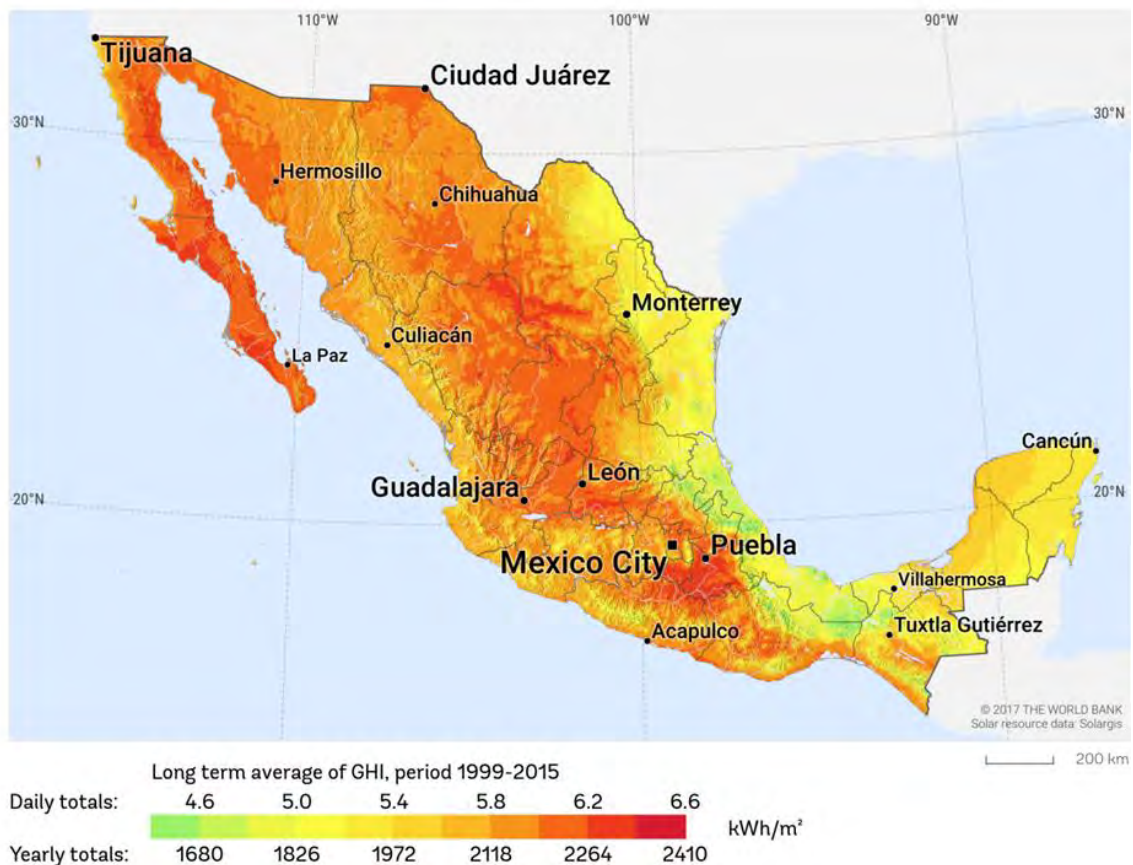 110°W 100°W 90°W
Tijuana
Ciudad Juárez
30°N 30°N
Hermosillo
Chihuahua
Monterrey
Culiacán
La Paz
Cancún
León
Guadalajara
20°N 20°N
Mexico City
Puebla
Villahermosa
Tuxtla Gutiérrez
Acapulco
© 2017 THE WORLD BANK
Solar resource data: Solargis
200 km
Long term average of GHI, period 1999-2015
Daily totals: 4.6 5.0 5.4 5.8 6.2 6.6
kWh/m²
Yearly totals: 1680 1826 1972 2118 2264 2410